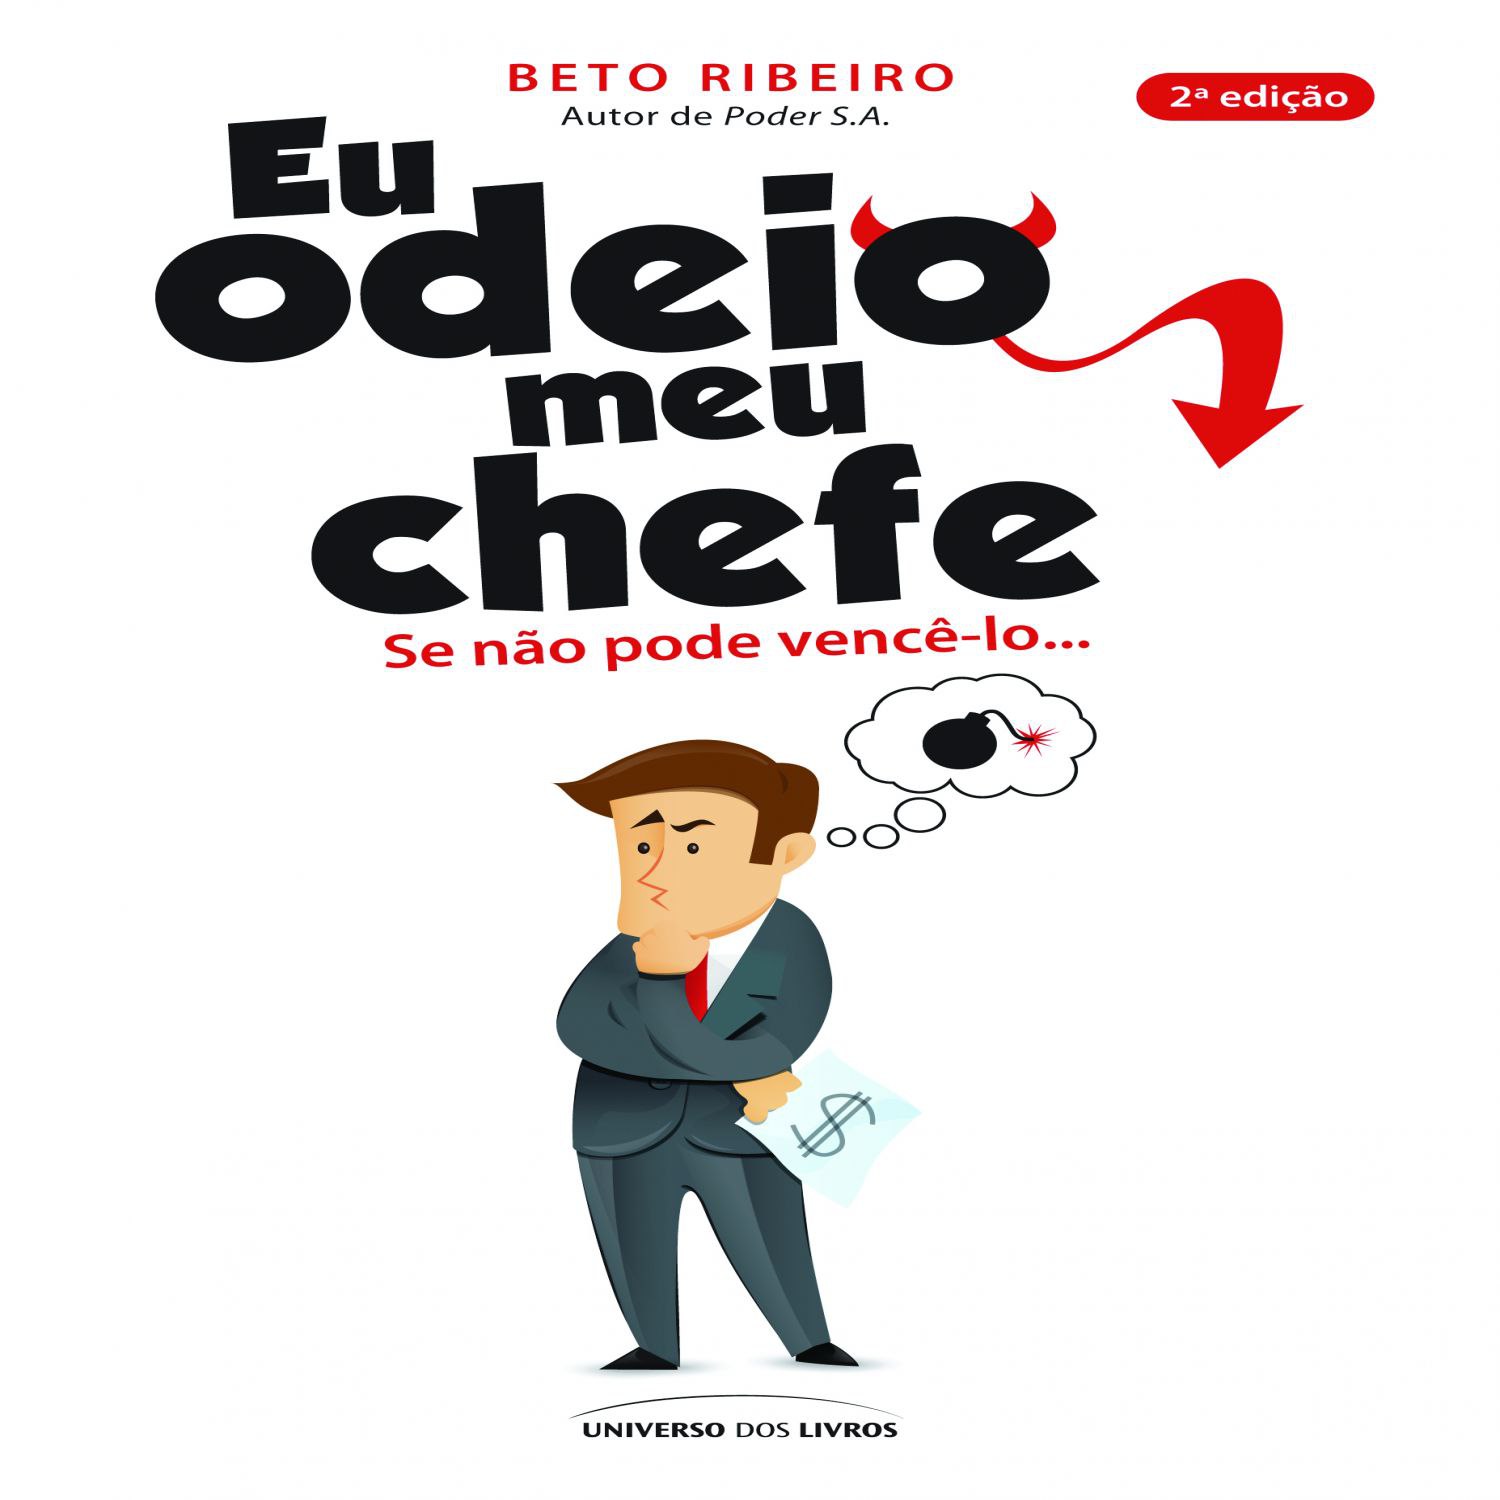 BETO RIBEIRO
Autor de Poder S.A.
2ª edição
Eu
odeio
meu
chefe
Se não pode vencê-lo...
$
UNIVERSO DOS LIVROS